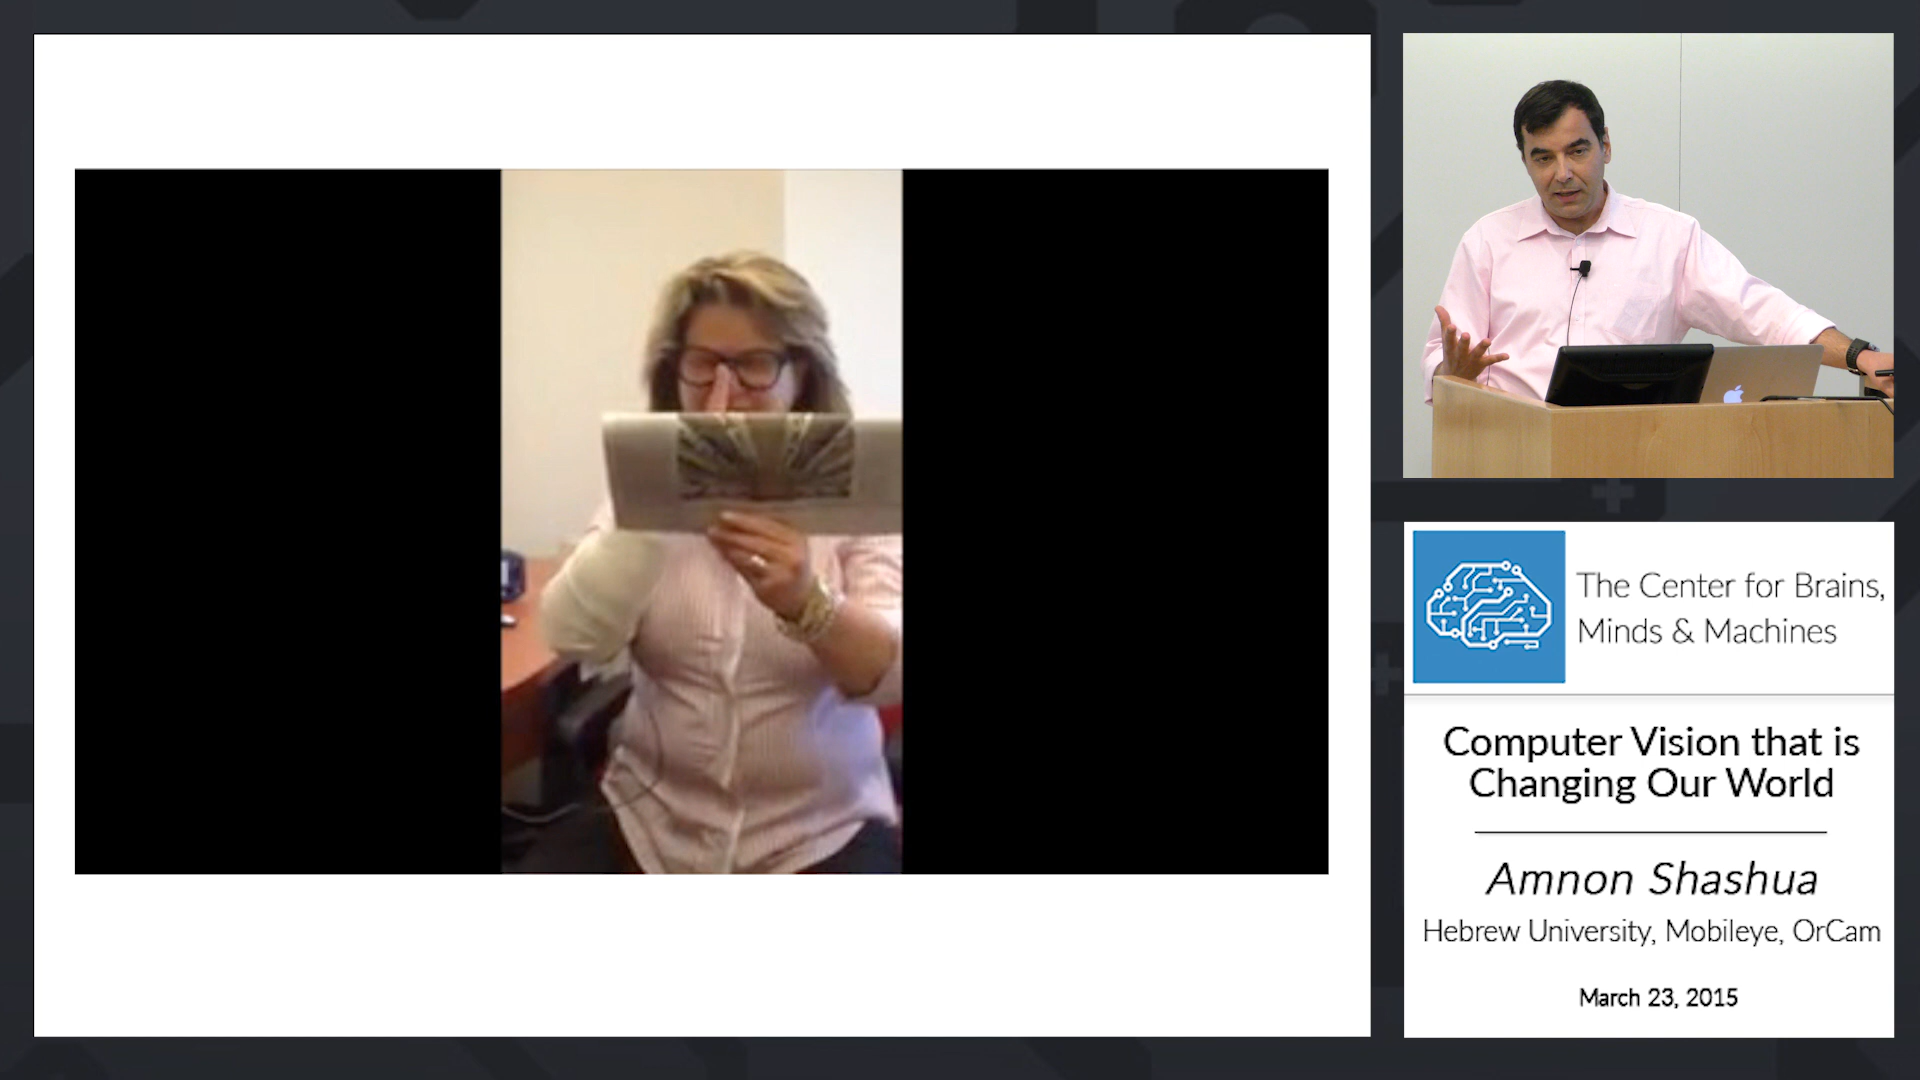 The Center for Brains,
Minds & Machines
Computer Vision that is
Changing Our World
Amnon Shashua
Hebrew University, Mobileye, OrCam
March 23, 2015